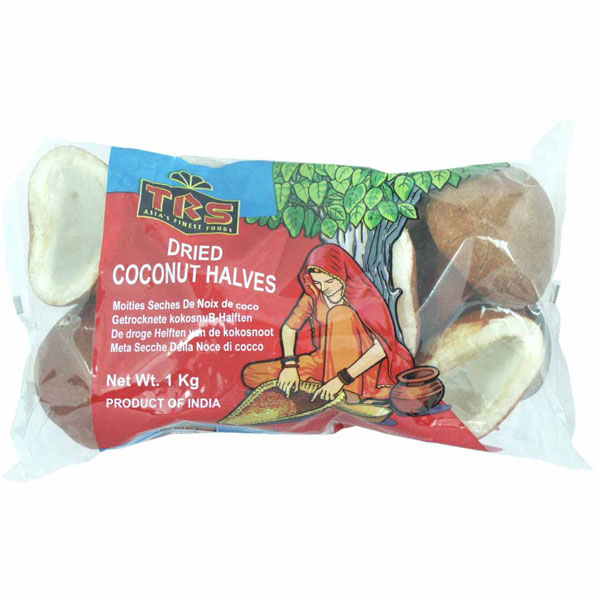 TRS
ASIA'S FINEST FOODS
DRIED
COCONUT HALVES
Moities Seches De Noix de coco
Getrocknete kokosnuß-Halften
De droge Helften van de kokosnoot
Meta Secche Della Noce di cocco
Net Wt. 1 Kg
PRODUCT OF INDIA